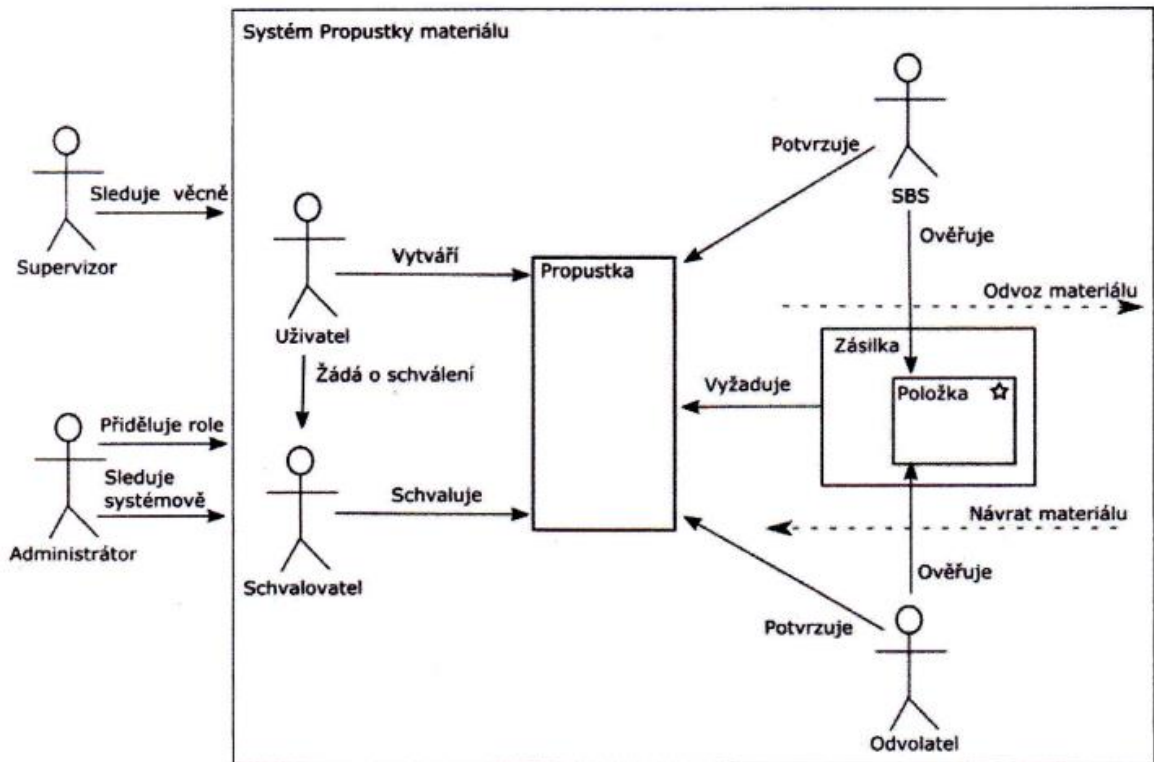 Systém Propustky materiálu
Potvrzuje
SBS
Sleduje věcně
Supervizor
Ověřuje
Vytváří
Propustka
Odvoz materiálu
Uživatel
Zásilka
Žádá o schválení
Vyžaduje
Položka
Přiděluje role
Sleduje
systémově
Schvaluje
Návrat materiálu
Administrátor
Schvalovatel
Ověřuje
Potvrzuje
Odvolatel